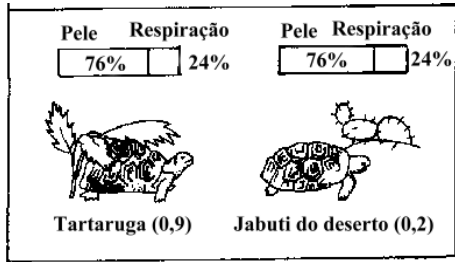 Pele Respiração Pele Respiração
76% 24% 76% 24%
Tartaruga (0,9) Jabuti do deserto (0,2)